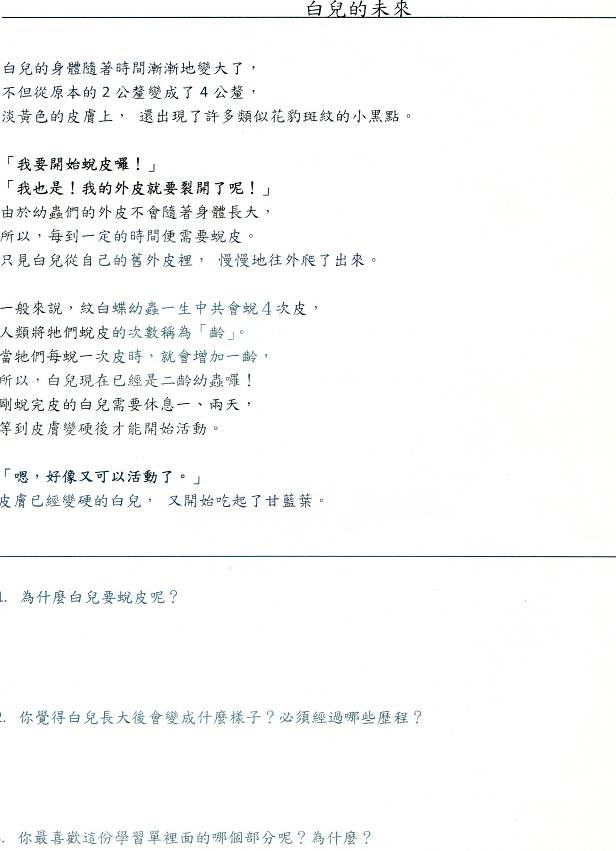 白兒的未來
白兒的身體隨著時間漸漸地變大了，
不但從原本的2公釐變成了4公釐，
淡黃色的皮膚上， 還出現了許多類似花豹斑紋的小黑點。
「我要開始蛻皮囉！」
「我也是！我的外皮就要裂開了呢！」
由於幼蟲們的外皮不會隨著身體長大，
所以，每到一定的時間便需要蛻皮。
只見白兒從自己的舊外皮裡， 慢慢地往外爬了出來。
一般來說，紋白蝶幼蟲一生中共會蛻4次皮，
人類將牠們蛻皮的次數稱為「齡」。
當牠們每蛻一次皮時，就會增加一齡，
所以，白兒現在已經是二齡幼蟲囉！
剛蛻完皮的白兒需要休息一、兩天，
等到皮膚變硬後才能開始活動。
「嗯，好像又可以活動了。」
皮膚已經變硬的白兒， 又開始吃起了甘藍葉。
1. 為什麼白兒要蛻皮呢？
2. 你覺得白兒長大後會變成什麼樣子？必須經過哪些歷程？
. 你最喜歡這份學習單裡面的哪個部分呢？為什麼？